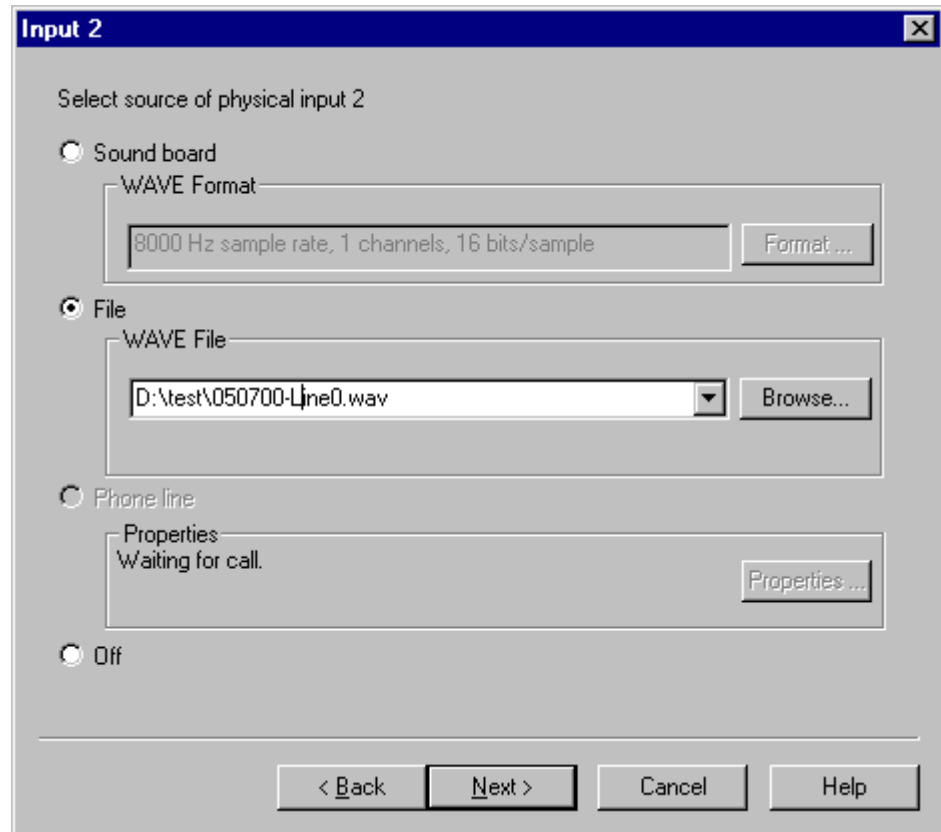 Input 2
Select source of physical input 2
Sound board
WAVE Format
8000 Hz sample rate, 1 channels, 16 bits/sample
Format ...
File
WAVE File
D:\test\050700-Line0.wav
Browse...
Phone line
Properties
Waiting for call.
Properties ...
Off
< Back
Next >
Cancel
Help